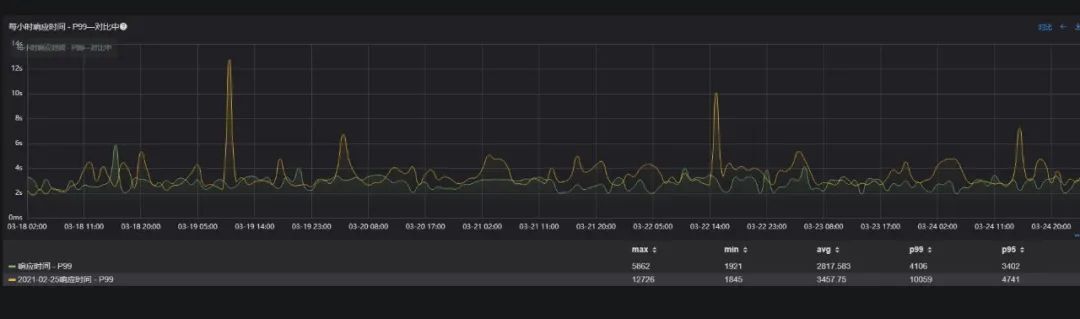 每小时响应时间 - P99—对比中
对比
14s
每小时响应时间 - P99—对比中
12s
10s
8s
6s
4s
2s
0ms
03-18 02:00 03-18 11:00 03-18 20:00 03-19 05:00 03-19 14:00 03-19 23:00 03-20 08:00 03-20 17:00 03-21 02:00 03-21 11:00 03-21 20:00 03-22 05:00 03-22 14:00 03-22 23:00 03-23 08:00 03-23 17:00 03-24 02:00 03-24 11:00 03-24 20:00
max min avg p99 p95
响应时间 - P99 5862 1921 2817.583 4106 3402
2021-02-25响应时间 - P99 12726 1845 3457.75 10059 4741